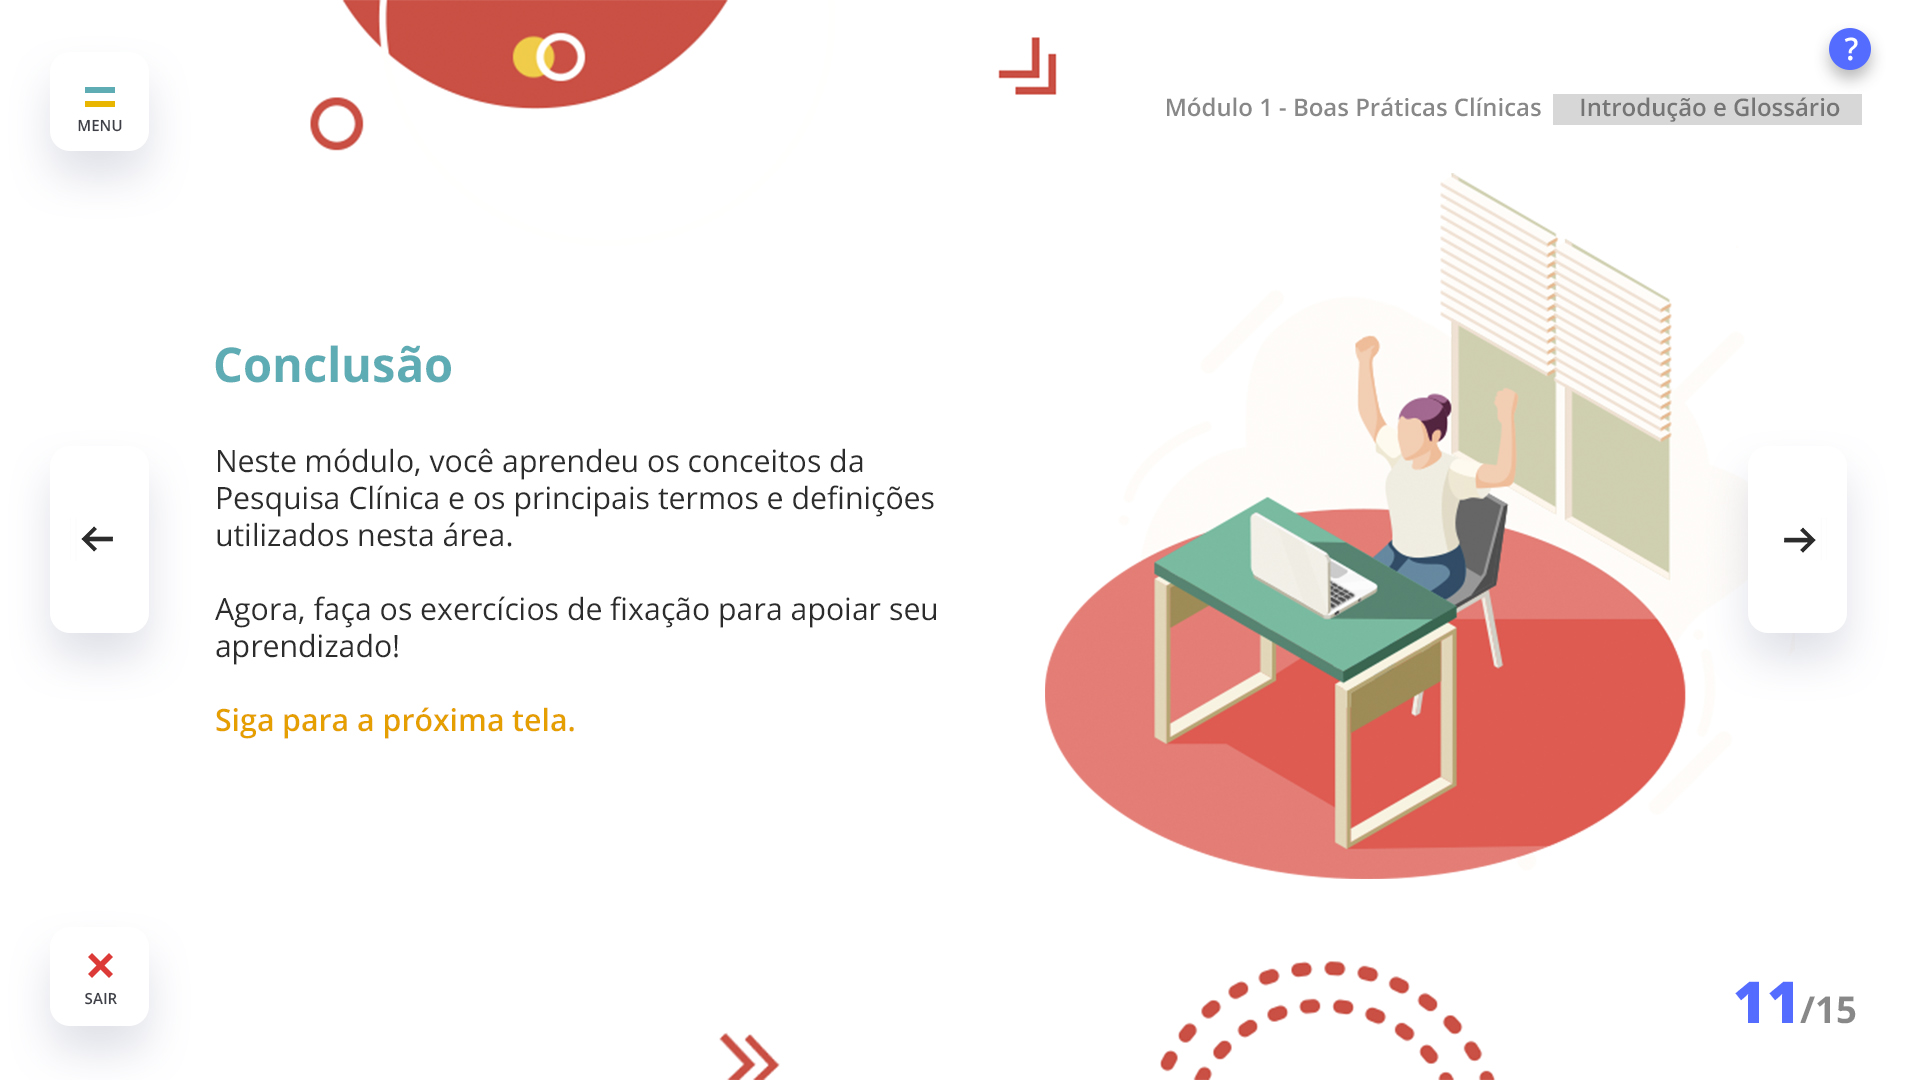 ?
MENU
Módulo 1 - Boas Práticas Clínicas Introdução e Glossário
Conclusão
Neste módulo, você aprendeu os conceitos da
Pesquisa Clínica e os principais termos e definições
utilizados nesta área.
Agora, faça os exercícios de fixação para apoiar seu
aprendizado!
Siga para a próxima tela.
SAIR
11/15